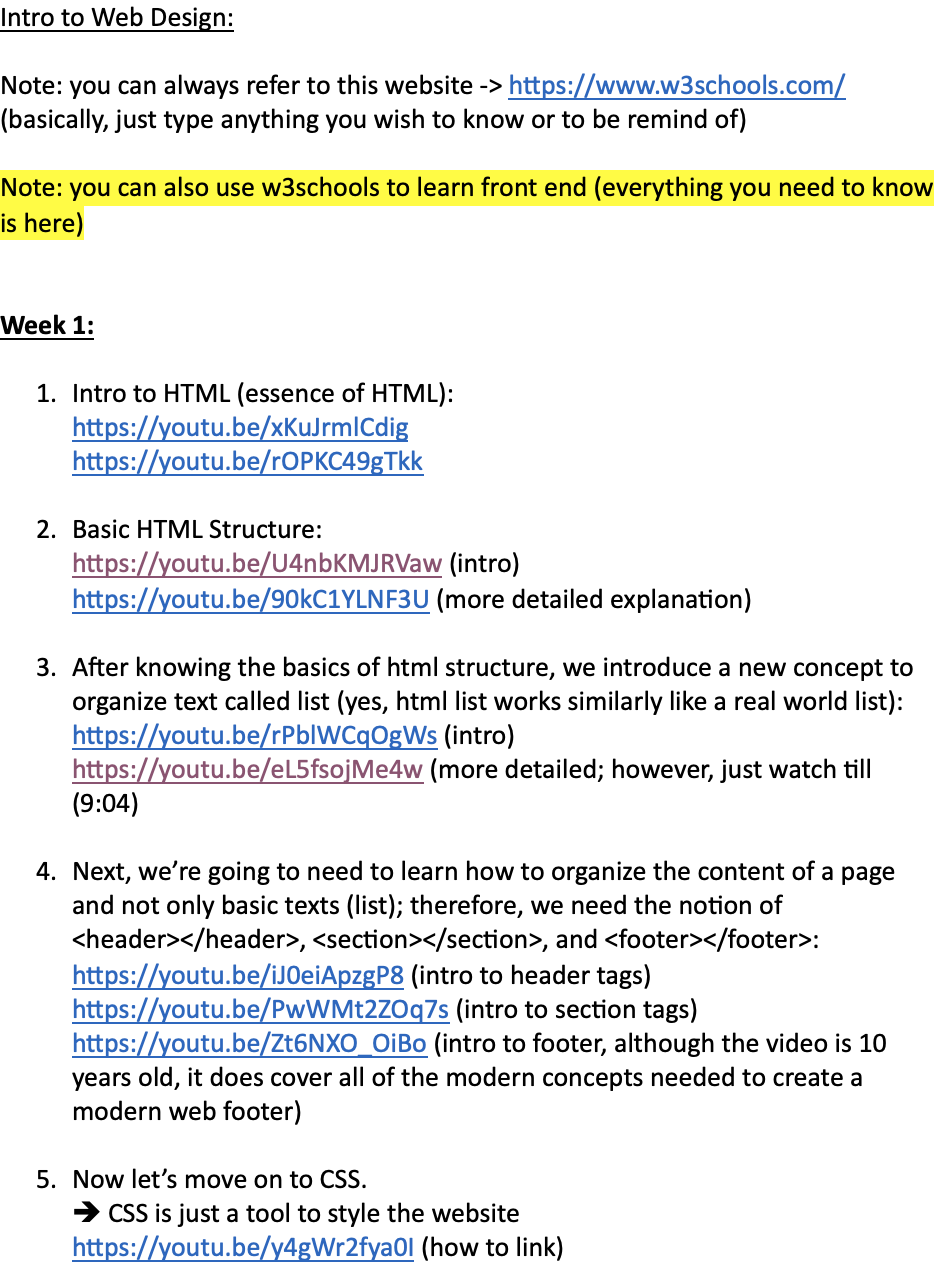 Intro to Web Design:
Note: you can always refer to this website -> https://www.w3schools.com/
(basically, just type anything you wish to know or to be remind of)
Note: you can also use w3schools to learn front end (everything you need to know
is here)
Week 1:
1. Intro to HTML (essence of HTML):
https://youtu.be/xKuJrmlCdig
https://youtu.be/rOPKC49gTkk
2. Basic HTML Structure:
https://youtu.be/U4nbKMJRVaw (intro)
https://youtu.be/90kC1YLNF3U (more detailed explanation)
3. After knowing the basics of html structure, we introduce a new concept to
organize text called list (yes, html list works similarly like a real world list):
https://youtu.be/rPblWCqOgWs (intro)
https://youtu.be/eL5fsojMe4w (more detailed; however, just watch till
(9:04)
4. Next, we’re going to need to learn how to organize the content of a page
and not only basic texts (list); therefore, we need the notion of
<header></header>, <section></section>, and <footer></footer>:
https://youtu.be/iJ0eiApzgP8 (intro to header tags)
https://youtu.be/PwWMt2ZOq7s (intro to section tags)
https://youtu.be/Zt6NXO_OiBo (intro to footer, although the video is 10
years old, it does cover all of the modern concepts needed to create a
modern web footer)
5. Now let’s move on to CSS.
➔ CSS is just a tool to style the website
https://youtu.be/y4gWr2fya0I (how to link)